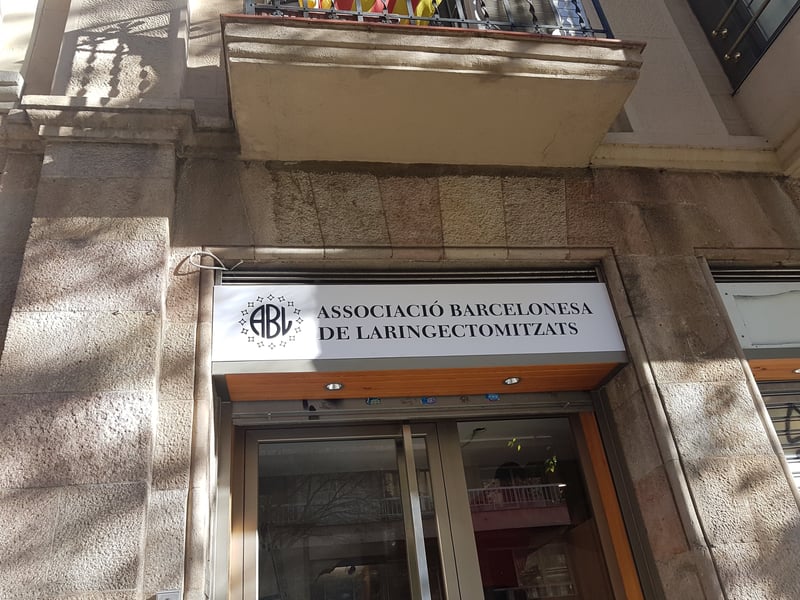 ABL
ASSOCIACIÓ BARCELONESA
DE LARINGECTOMITZATS